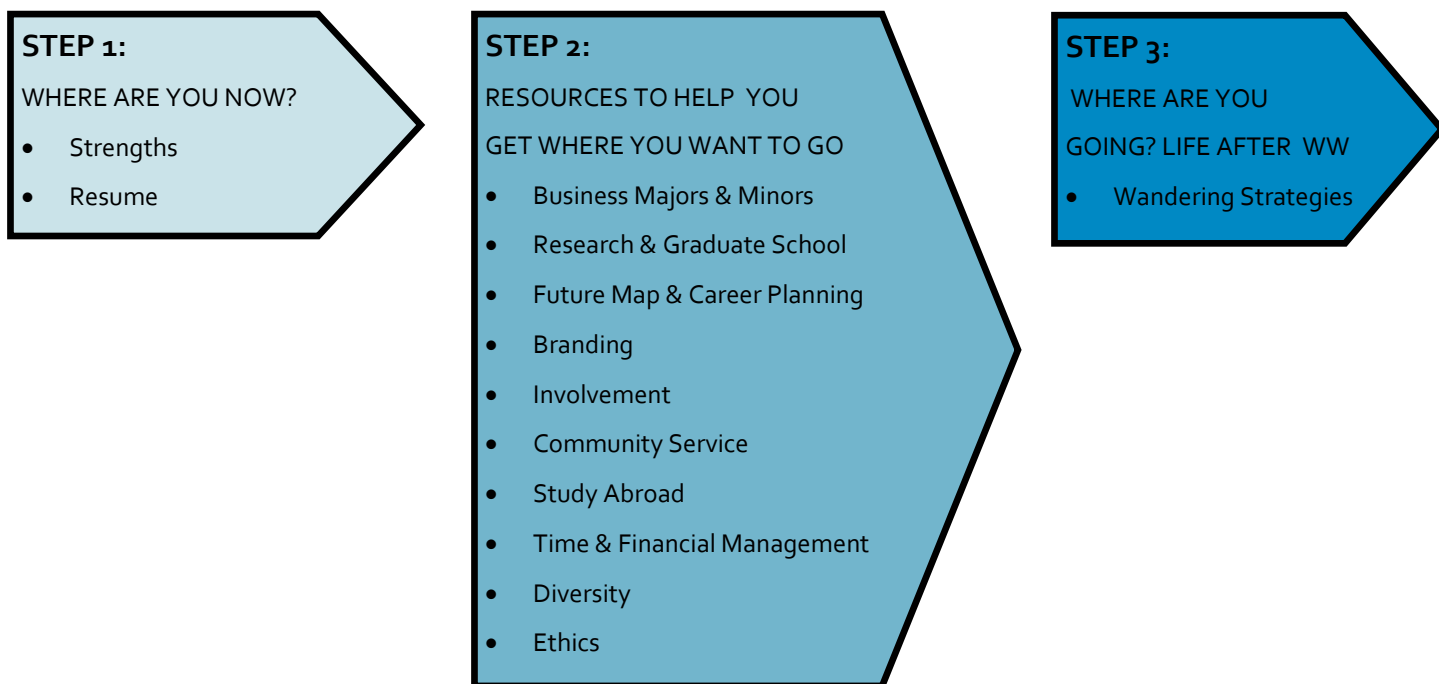 STEP 1:
WHERE ARE YOU NOW?
• Strengths
• Resume
STEP 2:
RESOURCES TO HELP YOU
GET WHERE YOU WANT TO GO
• Business Majors & Minors
• Research & Graduate School
• Future Map & Career Planning
• Branding
• Involvement
• Community Service
• Study Abroad
• Time & Financial Management
• Diversity
• Ethics
STEP 3:
WHERE ARE YOU
GOING? LIFE AFTER WW
• Wandering Strategies